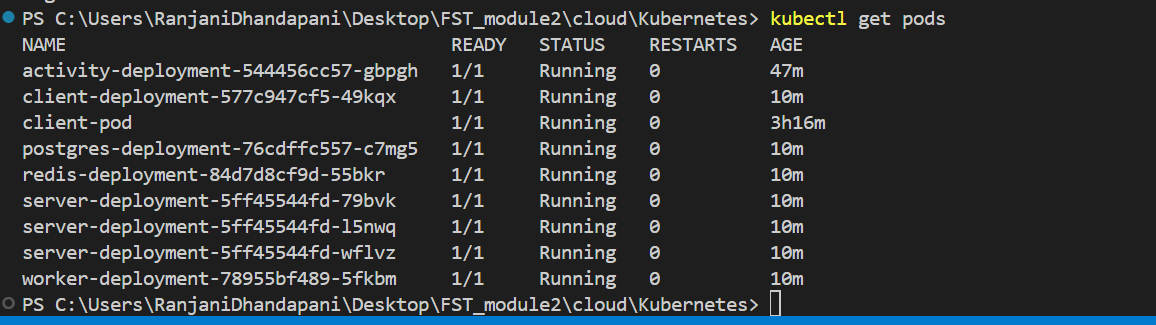 PS C:\Users\RanjaniDhandapani\Desktop\FST_module2\cloud\Kubernetes> kubectl get pods
NAME READY STATUS RESTARTS AGE
activity-deployment-544456cc57-gbpgh 1/1 Running 0 47m
client-deployment-577c947cf5-49kqx 1/1 Running 0 10m
client-pod 1/1 Running 0 3h16m
postgres-deployment-76cdffc557-c7mg5 1/1 Running 0 10m
redis-deployment-84d7d8cf9d-55bkr 1/1 Running 0 10m
server-deployment-5ff45544fd-79bvk 1/1 Running 0 10m
server-deployment-5ff45544fd-l5nwq 1/1 Running 0 10m
server-deployment-5ff45544fd-wflvz 1/1 Running 0 10m
worker-deployment-78955bf489-5fkbm 1/1 Running 0 10m
PS C:\Users\RanjaniDhandapani\Desktop\FST_module2\cloud\Kubernetes>